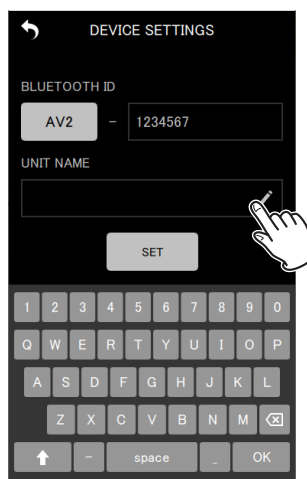 DEVICE SETTINGS
BLUETOOTH ID
AV2 – 1234567
UNIT NAME
SET
1 2 3 4 5 6 7 8 9 0
Q W E R T Y U I O P
A S D F G H J K L
Z X C V B N M
– space _ OK